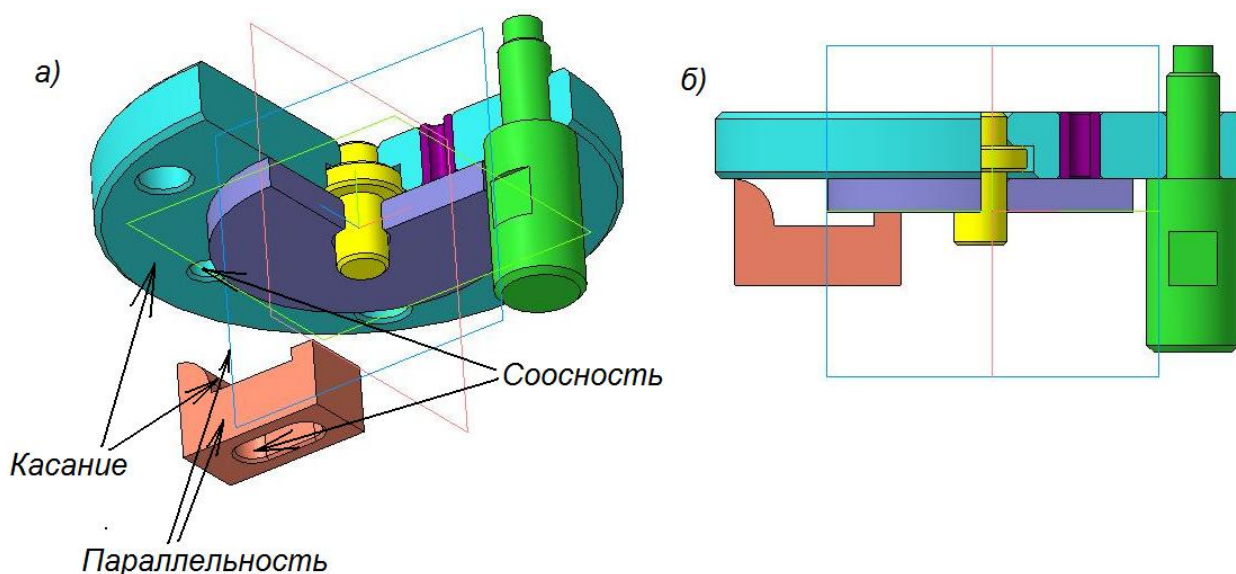 а)
б)
Соосность
Касание
Параллельность